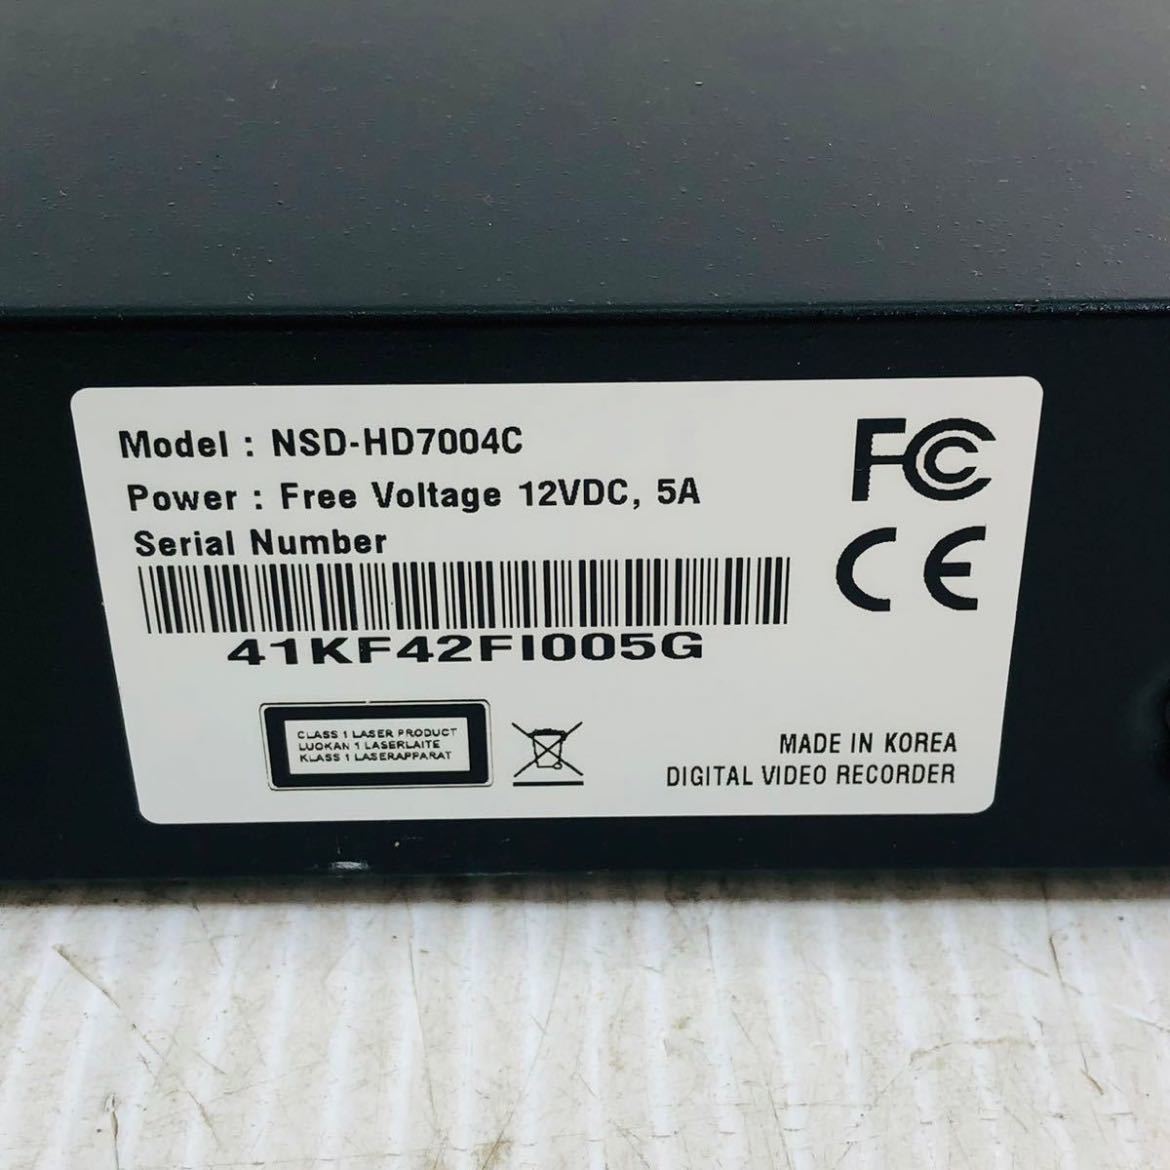 Model : NSD-HD7004C
Power : Free Voltage 12VDC, 5A
Serial Number
41KF42FI005G
FC
CE
CLASS 1 LASER PRODUCT
LUOKAN 1 LASERLAITE
KLASS 1 LASERAPPARAT
MADE IN KOREA
DIGITAL VIDEO RECORDER